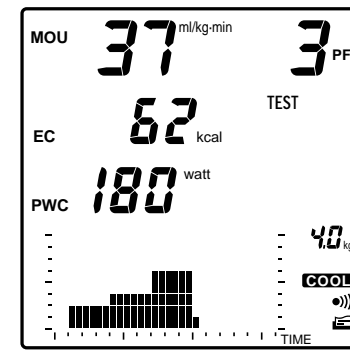 MOU 37 ml/kg·min 3 PF
TEST
EC 62 kcal
PWC 180 watt
4.0 kg
COOL
TIME